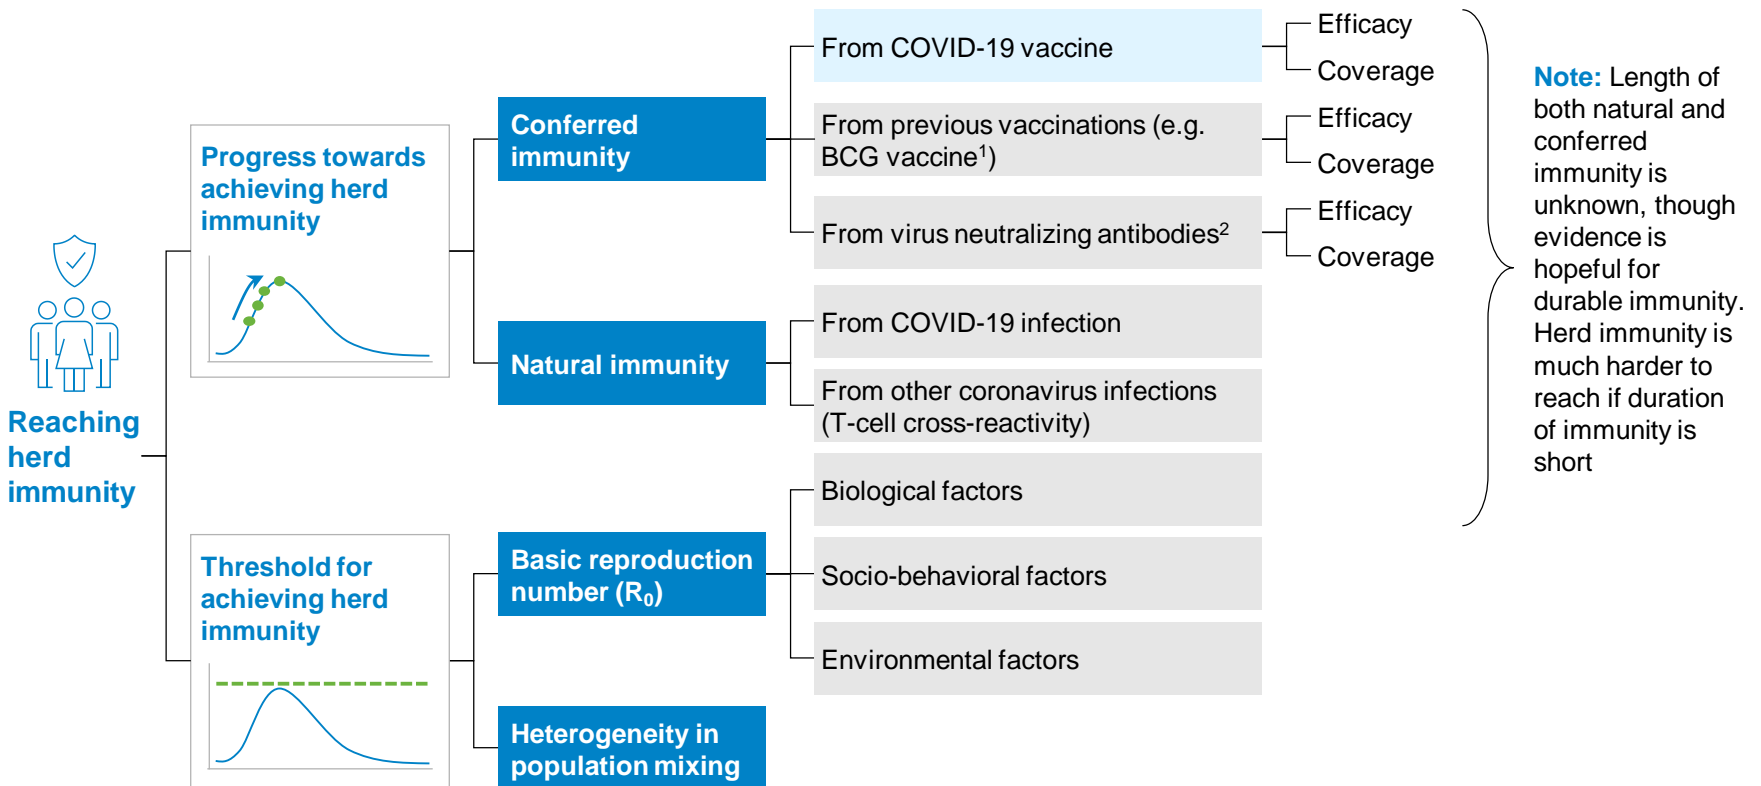 Reaching
herd
immunity
Progress towards
achieving herd
immunity
Threshold for
achieving herd
immunity
Conferred
immunity
Natural immunity
Basic reproduction
number (R₀)
Heterogeneity in
population mixing
From COVID-19 vaccine
From previous vaccinations (e.g.
BCG vaccine¹)
From virus neutralizing antibodies²
From COVID-19 infection
From other coronavirus infections
(T-cell cross-reactivity)
Biological factors
Socio-behavioral factors
Environmental factors
Efficacy
Coverage
Efficacy
Coverage
Efficacy
Coverage
Note: Length of
both natural and
conferred
immunity is
unknown, though
evidence is
hopeful for
durable immunity.
Herd immunity is
much harder to
reach if duration
of immunity is
short